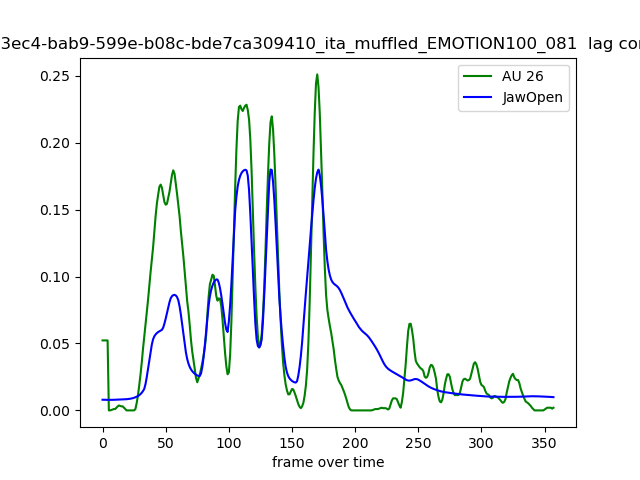 3ec4-bab9-599e-b08c-bde7ca309410_ita_muffled_EMOTION100_081 lag
AU 26
JawOpen
0.25
0.20
0.15
0.10
0.05
0.00
0 50 100 150 200 250 300 350
frame over time